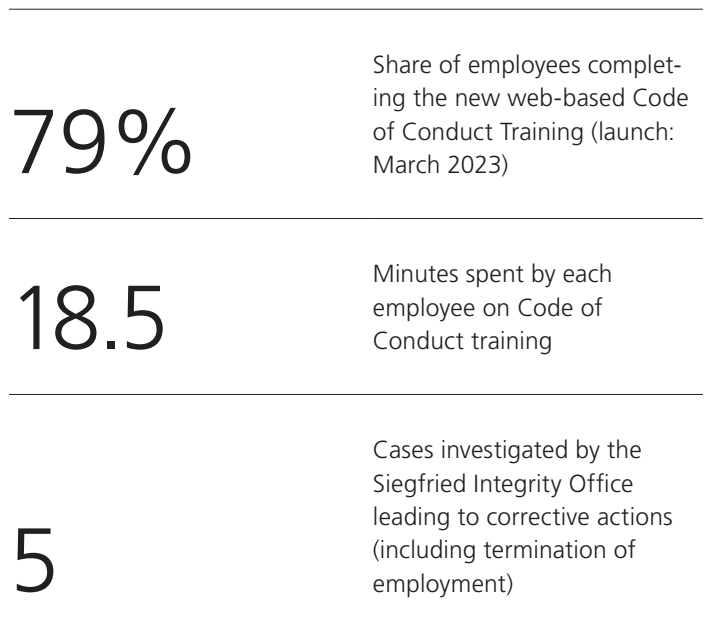 79%
Share of employees complet-
ing the new web-based Code
of Conduct Training (launch:
March 2023)
18.5
Minutes spent by each
employee on Code of
Conduct training
5
Cases investigated by the
Siegfried Integrity Office
leading to corrective actions
(including termination of
employment)